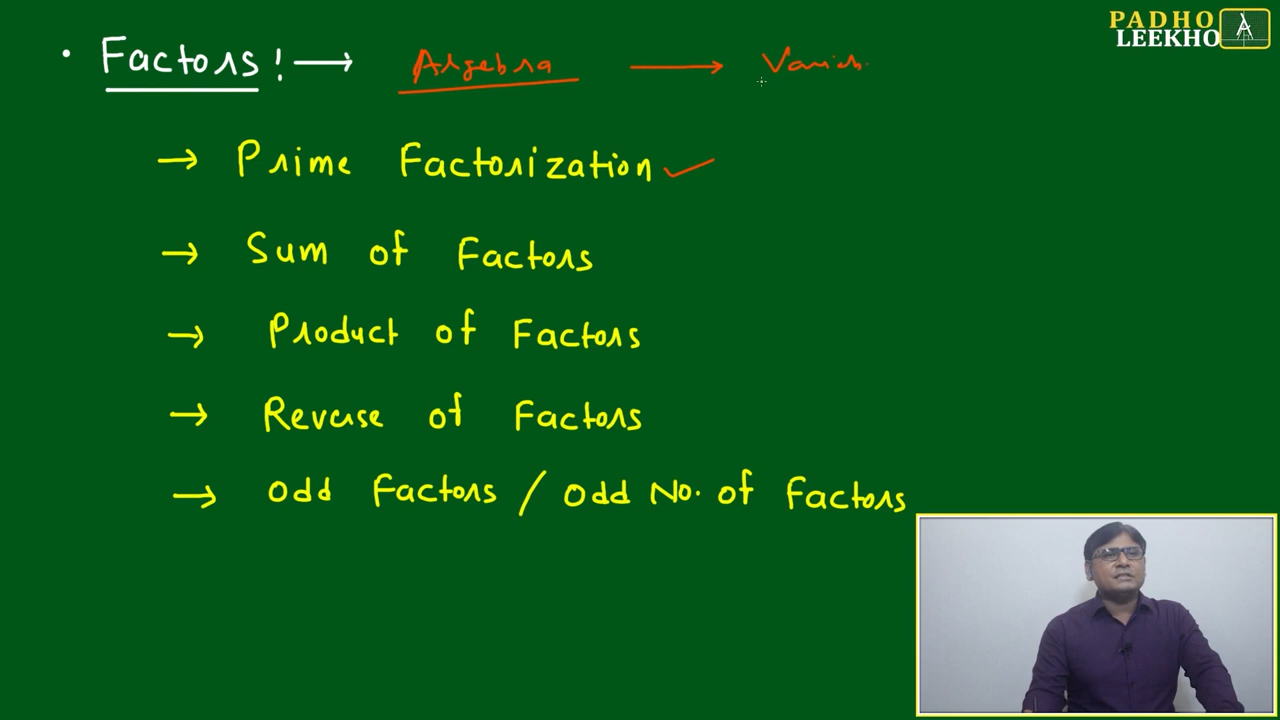 PADHO
LEEKHO
• Factors! → Algebra →
→ Prime Factorization ✓
→ Sum of Factors
→ Product of Factors
→ Reverse of Factors
→ Odd Factors / Odd No. of Factors